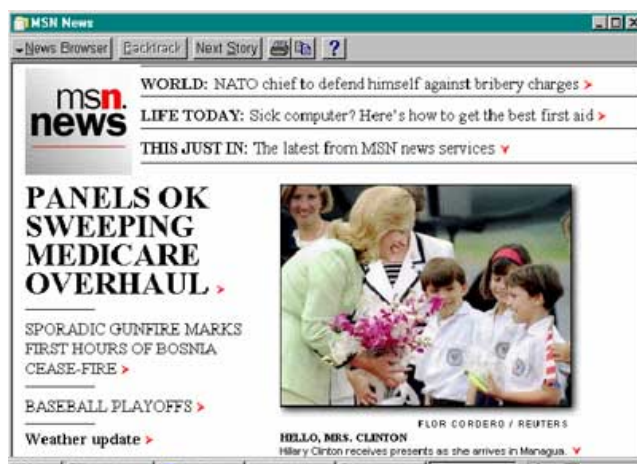 MSN News
News Browser Backtrack Next Story ?
msn.
news
WORLD: NATO chief to defend himself against bribery charges
LIFE TODAY: Sick computer? Here's how to get the best first aid
THIS JUST IN: The latest from MSN news services
PANELS OK
SWEEPING
MEDICARE
OVERHAUL
SPORADIC GUNFIRE MARKS
FIRST HOURS OF BOSNIA
CEASE-FIRE
BASEBALL PLAYOFFS
Weather update
FLOR CORDERO / REUTERS
HELLO, MRS. CLINTON
Hillary Clinton receives presents as she arrives in Managua.